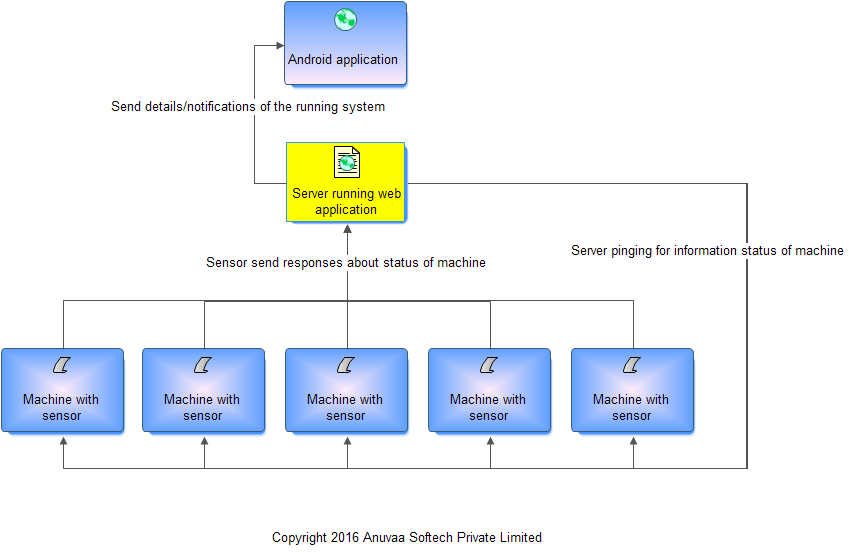 Android application
Send details/notifications of the running system
Server running web
application
Server pinging for information status of machine
Sensor send responses about status of machine
Machine with
sensor
Machine with
sensor
Machine with
sensor
Machine with
sensor
Machine with
sensor
Copyright 2016 Anuvaa Softech Private Limited